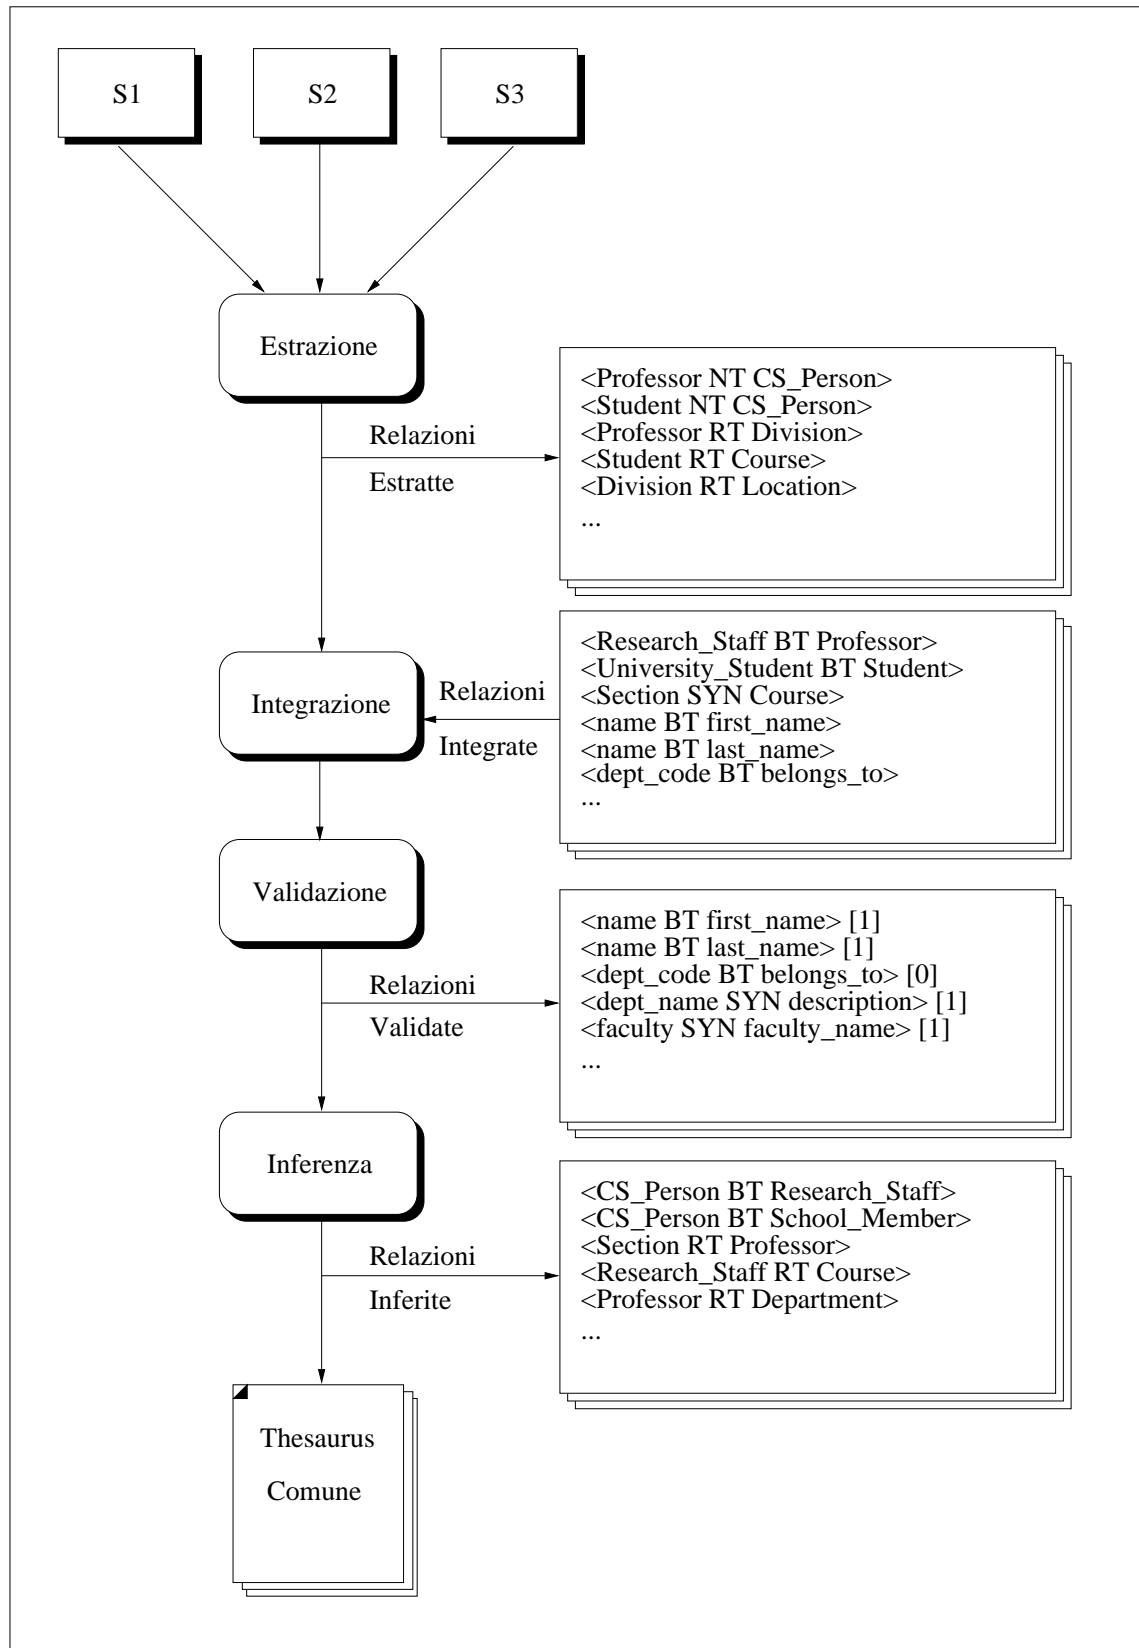 S1
S2
S3
Estrazione
Relazioni
Estratte
<Professor NT CS_Person>
<Student NT CS_Person>
<Professor RT Division>
<Student RT Course>
<Division RT Location>
...
Integrazione
Relazioni
Integrate
<Research_Staff BT Professor>
<University_Student BT Student>
<Section SYN Course>
<name BT first_name>
<name BT last_name>
<dept_code BT belongs_to>
...
Validazione
Relazioni
Validate
<name BT first_name> [1]
<name BT last_name> [1]
<dept_code BT belongs_to> [0]
<dept_name SYN description> [1]
<faculty SYN faculty_name> [1]
...
Inferenza
Relazioni
Inferite
<CS_Person BT Research_Staff>
<CS_Person BT School_Member>
<Section RT Professor>
<Research_Staff RT Course>
<Professor RT Department>
...
Thesaurus
Comune